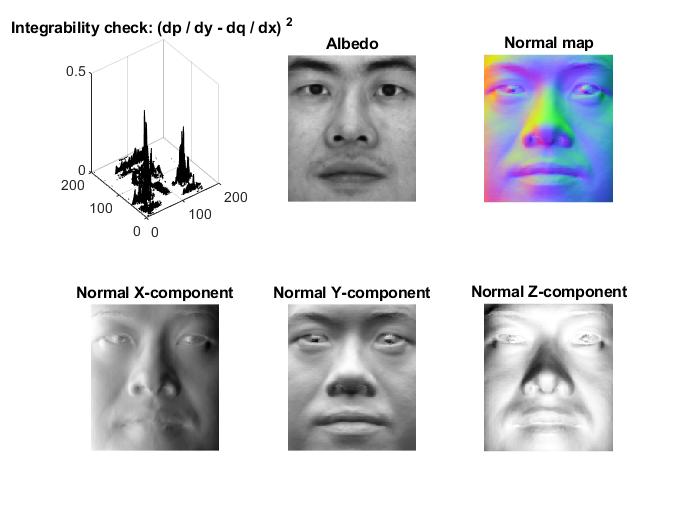 Integrability check: (dp / dy - dq / dx) ²
0.5
0
200
100
0
0
100
200
Albedo
Normal map
Normal X-component
Normal Y-component
Normal Z-component